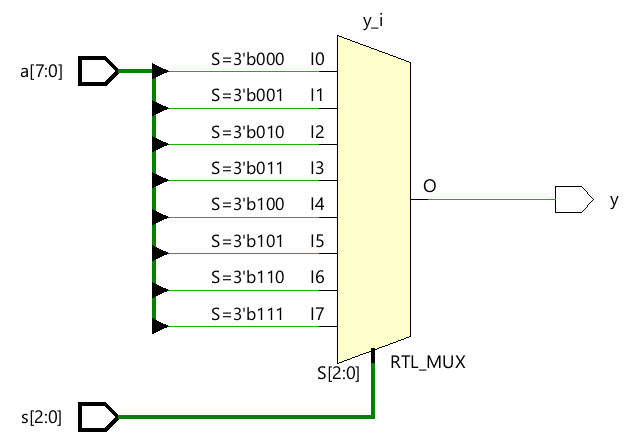 y_i
a[7:0]
S=3'b000 I0
S=3'b001 I1
S=3'b010 I2
S=3'b011 I3
S=3'b100 I4
S=3'b101 I5
S=3'b110 I6
S=3'b111 I7
O
y
S[2:0]
RTL_MUX
s[2:0]